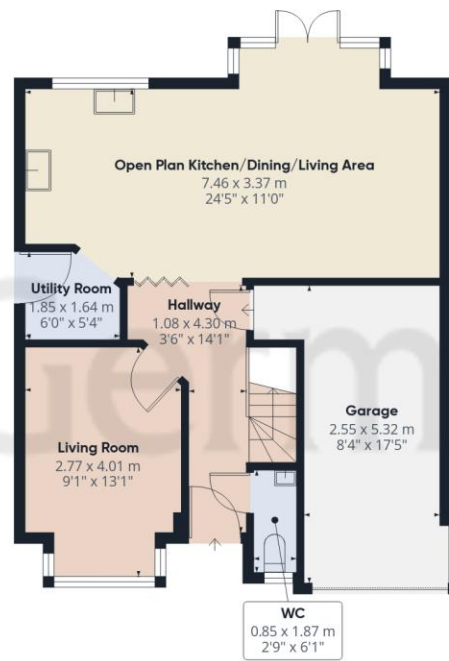 Open Plan Kitchen/Dining/Living Area
7.46 x 3.37 m
24'5" x 11'0"
Utility Room
1.85 x 1.64 m
6'0" x 5'4"
Hallway
1.08 x 4.30 m
3'6" x 14'1"
Living Room
2.77 x 4.01 m
9'1" x 13'1"
Garage
2.55 x 5.32 m
8'4" x 17'5"
WC
0.85 x 1.87 m
2'9" x 6'1"